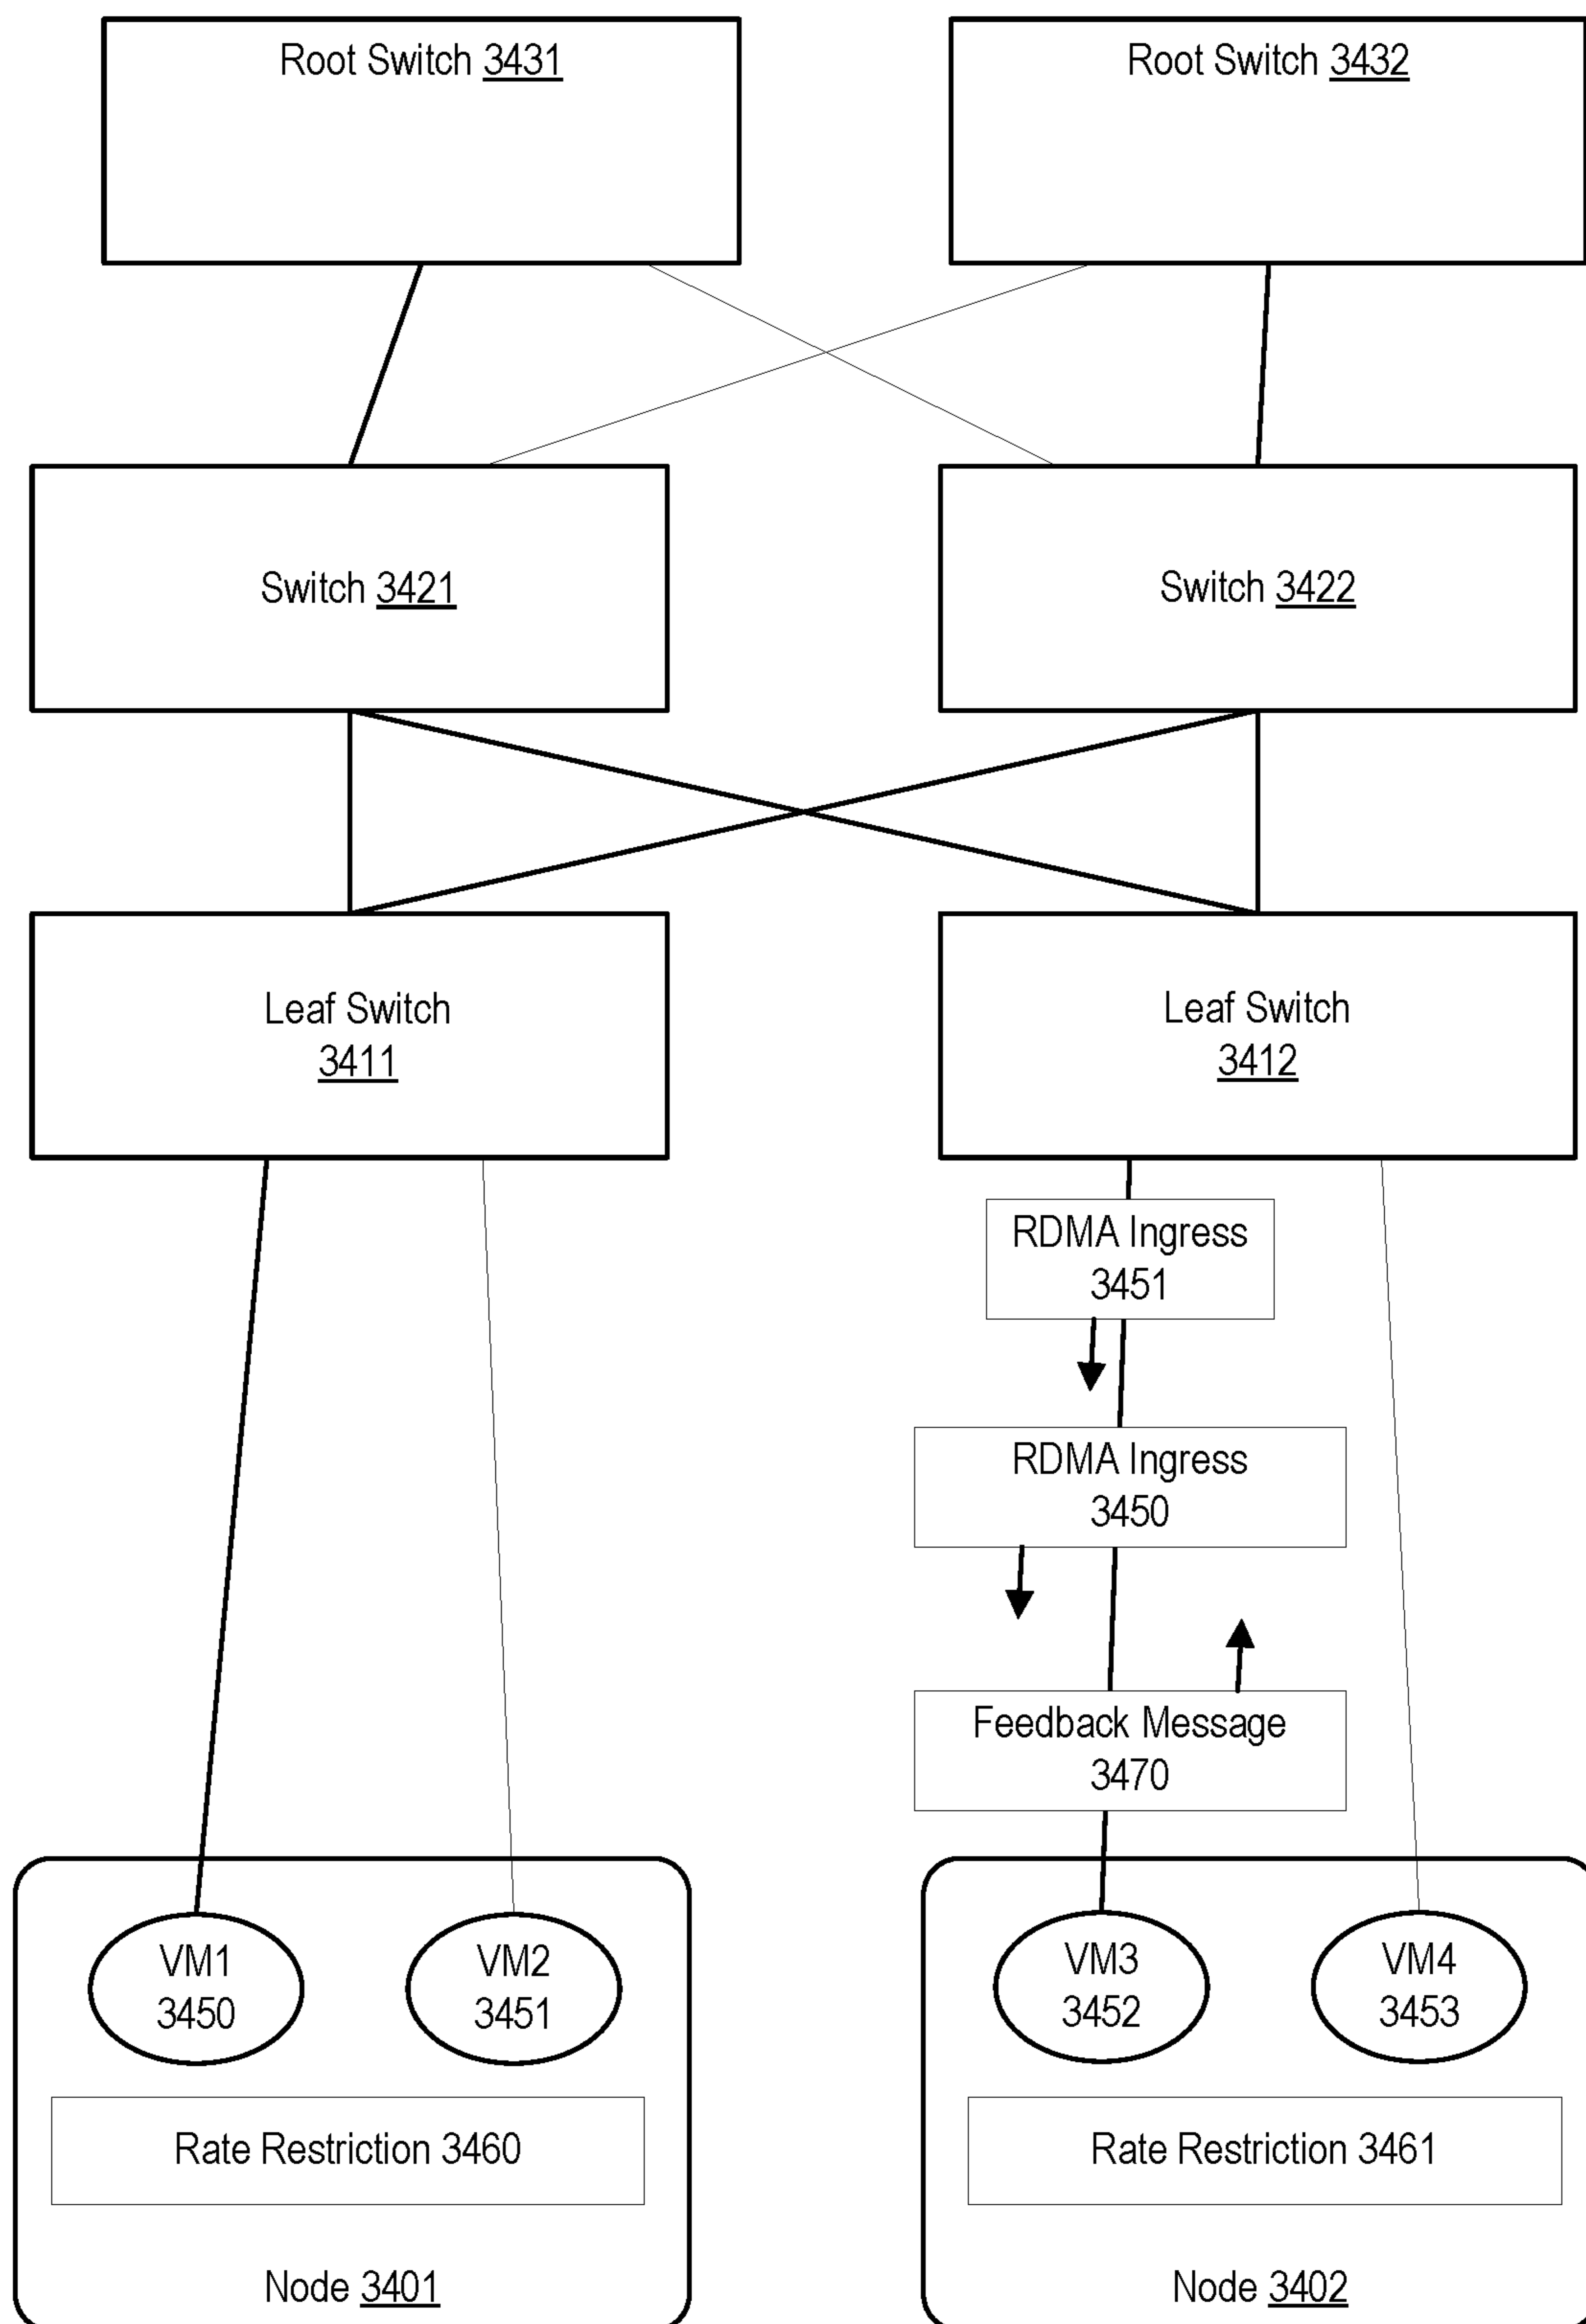 Root Switch 3431
Root Switch 3432
Switch 3421
Switch 3422
Leaf Switch
3411
Leaf Switch
3412
RDMA Ingress
3451
RDMA Ingress
3450
Feedback Message
3470
VM1
3450
VM2
3451
VM3
3452
VM4
3453
Rate Restriction 3460
Rate Restriction 3461
Node 3401
Node 3402